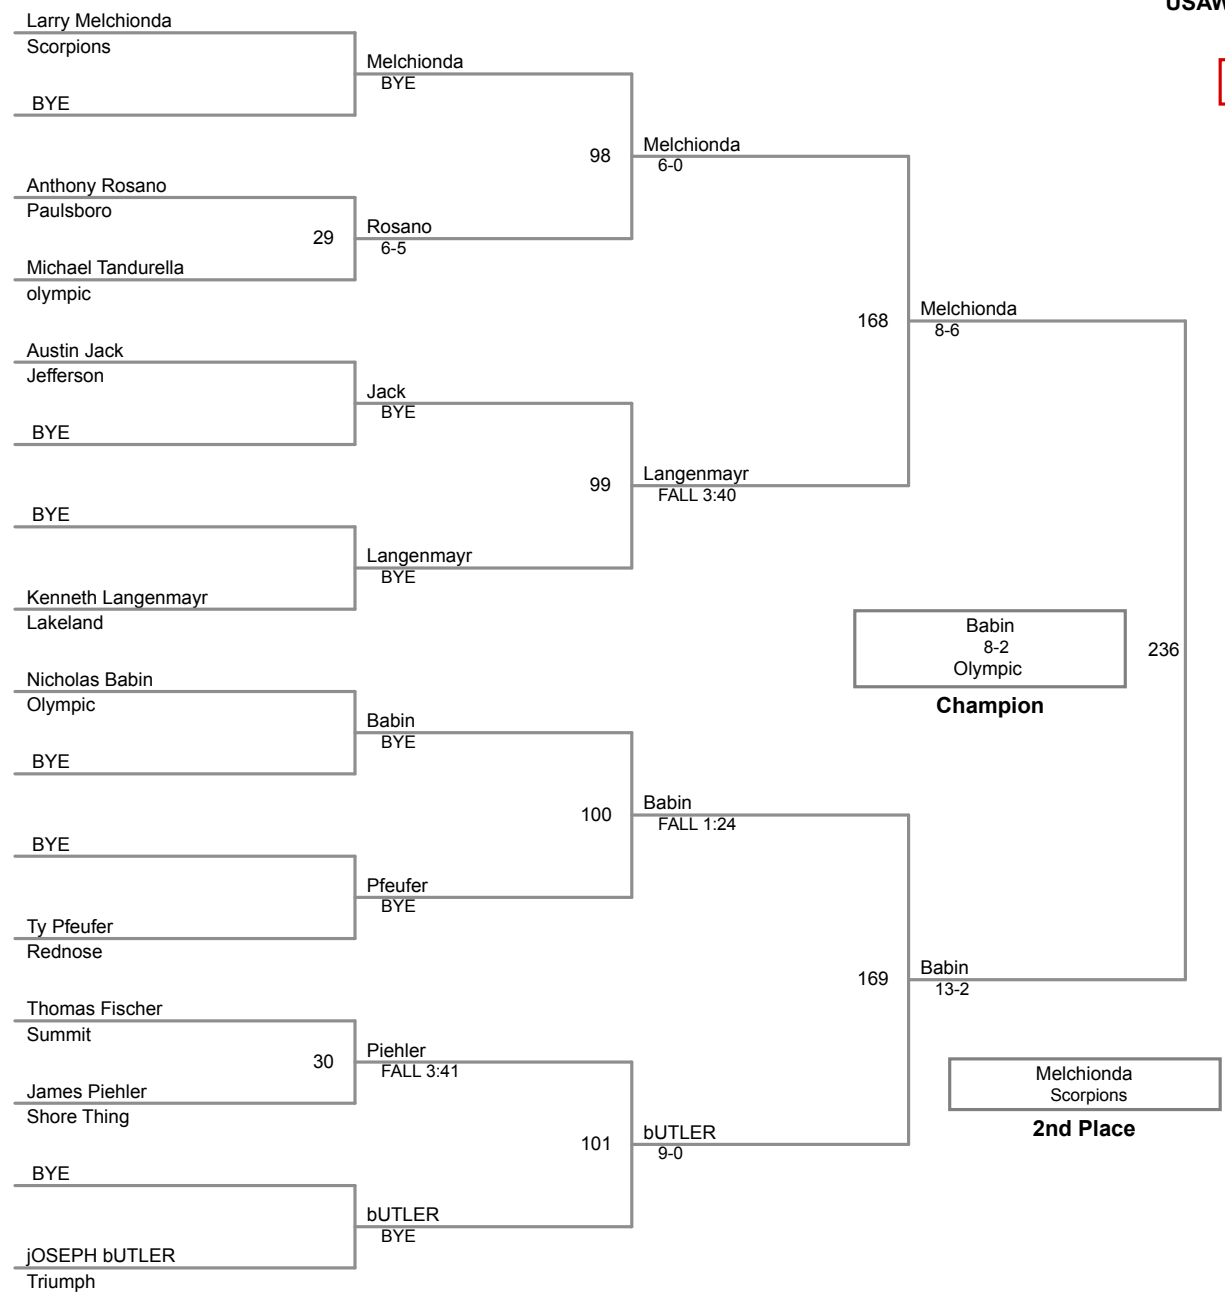 USAW
Larry Melchionda
Scorpions
BYE
Melchionda
BYE
98
Melchionda
6-0
Anthony Rosano
Paulsboro
29
Rosano
6-5
Michael Tandurella
olympic
168
Melchionda
8-6
Austin Jack
Jefferson
Jack
BYE
BYE
99
Langenmayr
FALL 3:40
BYE
Langenmayr
BYE
Kenneth Langenmayr
Lakeland
Babin
8-2
Olympic
236
Champion
Nicholas Babin
Olympic
Babin
BYE
BYE
100
Babin
FALL 1:24
BYE
Pfeufer
BYE
Ty Pfeufer
Rednose
169
Babin
13-2
Thomas Fischer
Summit
30
Piehler
FALL 3:41
James Piehler
Shore Thing
Melchionda
Scorpions
2nd Place
101
bUTLER
9-0
BYE
bUTLER
BYE
jOSEPH bUTLER
Triumph